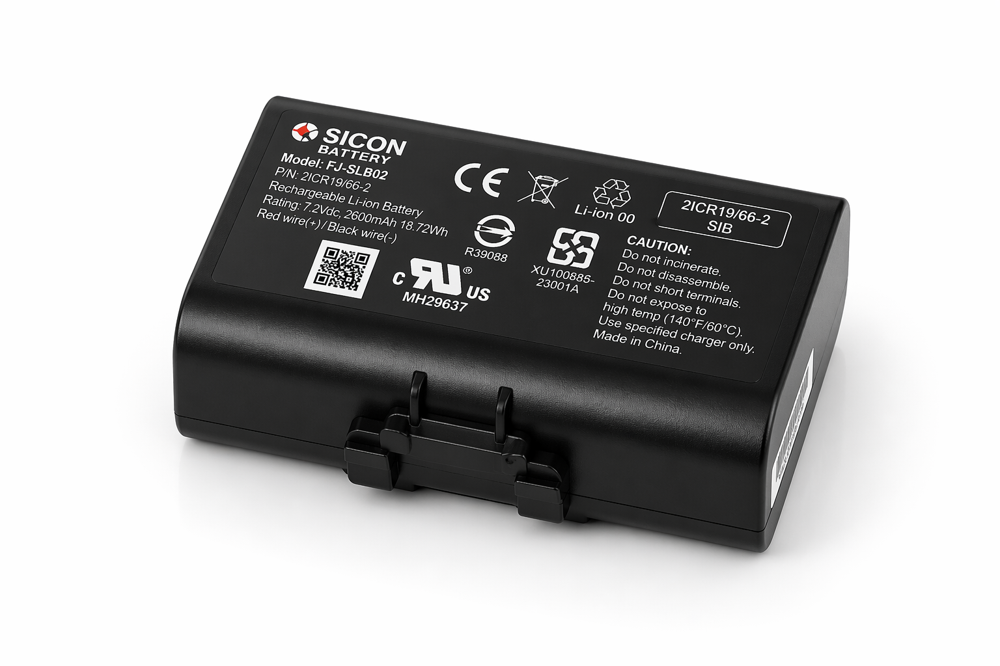 SICON
BATTERY
Model: FJ-SLB02
P/N: 2ICR19/66-2
Rechargeable Li-ion Battery
Rating: 7.2Vdc, 2600mAh 18.72Wh
Red wire(+) / Black wire(-)
CE
Li-ion 00
R39088
C RU ® US
MH29637
XU100885-
23001A
2ICR19/66-2
SIB
CAUTION:
Do not incinerate.
Do not disassemble.
Do not short terminals.
Do not expose to
high temp (140°F/60°C).
Use specified charger only.
Made in China.